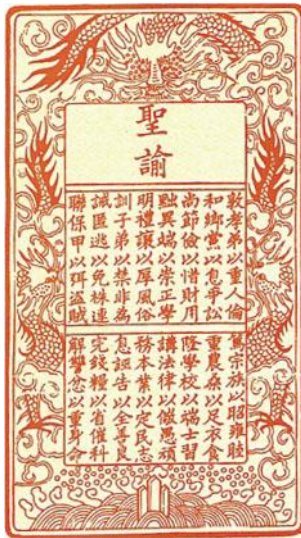 聖諭
敦孝弟以重人倫
篤宗族以昭雍睦
和鄉黨以息爭訟
重農桑以足衣食
尚節儉以惜財用
隆學校以端士習
黜異端以崇正學
講法律以儆愚頑
明禮讓以厚風俗
務本業以定民志
訓子弟以禁非為
息誣告以全善良
誡匿逃以免株連
完錢糧以省催科
聯保甲以弭盜賊
解讐忿以重身命